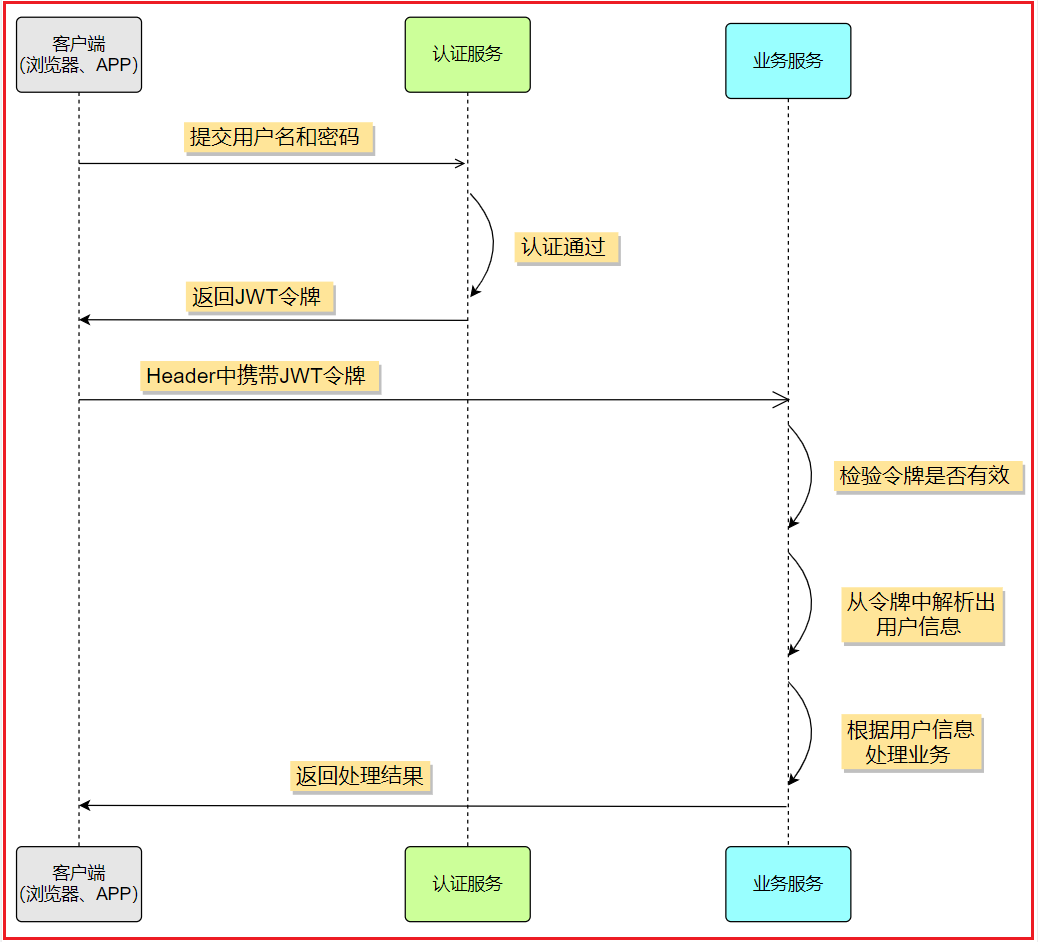 客户端
(浏览器、APP)
认证服务
业务服务
提交用户名和密码
认证通过
返回JWT令牌
Header中携带JWT令牌
检验令牌是否有效
从令牌中解析出
用户信息
根据用户信息
处理业务
返回处理结果
客户端
(浏览器、APP)
认证服务
业务服务